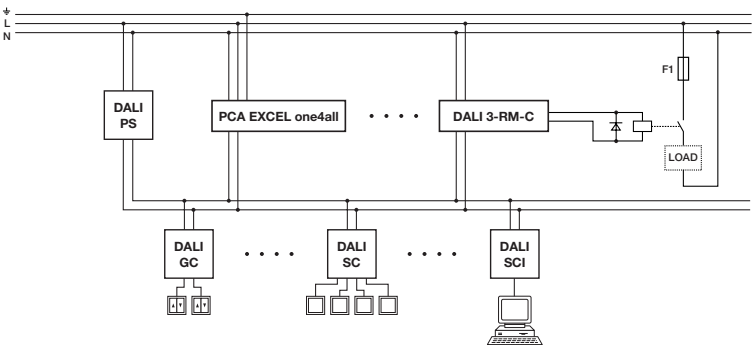 L
N
F1
DALI
PS
PCA EXCEL one4all
DALI 3-RM-C
LOAD
DALI
GC
DALI
SC
DALI
SCI